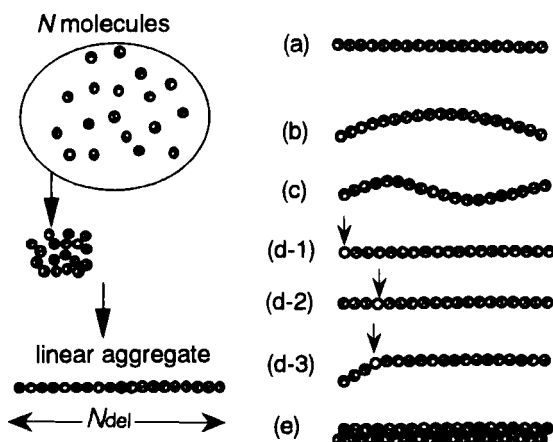 N molecules
linear aggregate
Ndel
(a)
(b)
(c)
(d-1)
(d-2)
(d-3)
(e)